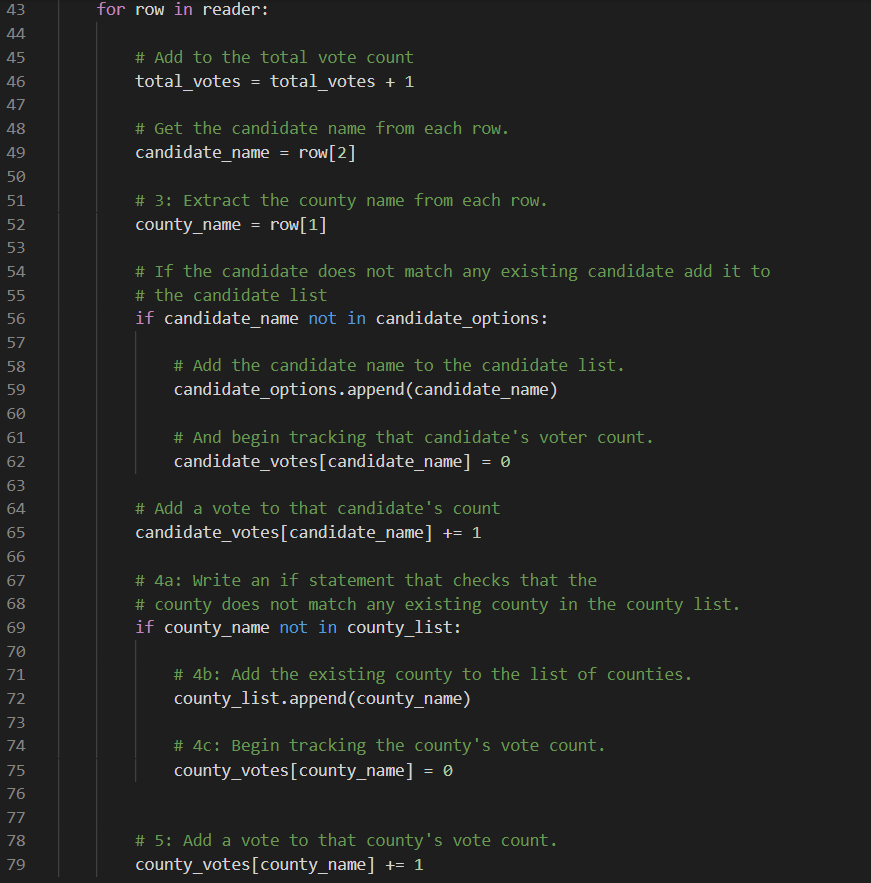 43 for row in reader:
44
45 # Add to the total vote count
46 total_votes = total_votes + 1
47
48 # Get the candidate name from each row.
49 candidate_name = row[2]
50
51 # 3: Extract the county name from each row.
52 county_name = row[1]
53
54 # If the candidate does not match any existing candidate add it to
55 # the candidate list
56 if candidate_name not in candidate_options:
57
58 # Add the candidate name to the candidate list.
59 candidate_options.append(candidate_name)
60
61 # And begin tracking that candidate's voter count.
62 candidate_votes[candidate_name] = 0
63
64 # Add a vote to that candidate's count
65 candidate_votes[candidate_name] += 1
66
67 # 4a: Write an if statement that checks that the
68 # county does not match any existing county in the county list.
69 if county_name not in county_list:
70
71 # 4b: Add the existing county to the list of counties.
72 county_list.append(county_name)
73
74 # 4c: Begin tracking the county's vote count.
75 county_votes[county_name] = 0
76
77
78 # 5: Add a vote to that county's vote count.
79 county_votes[county_name] += 1